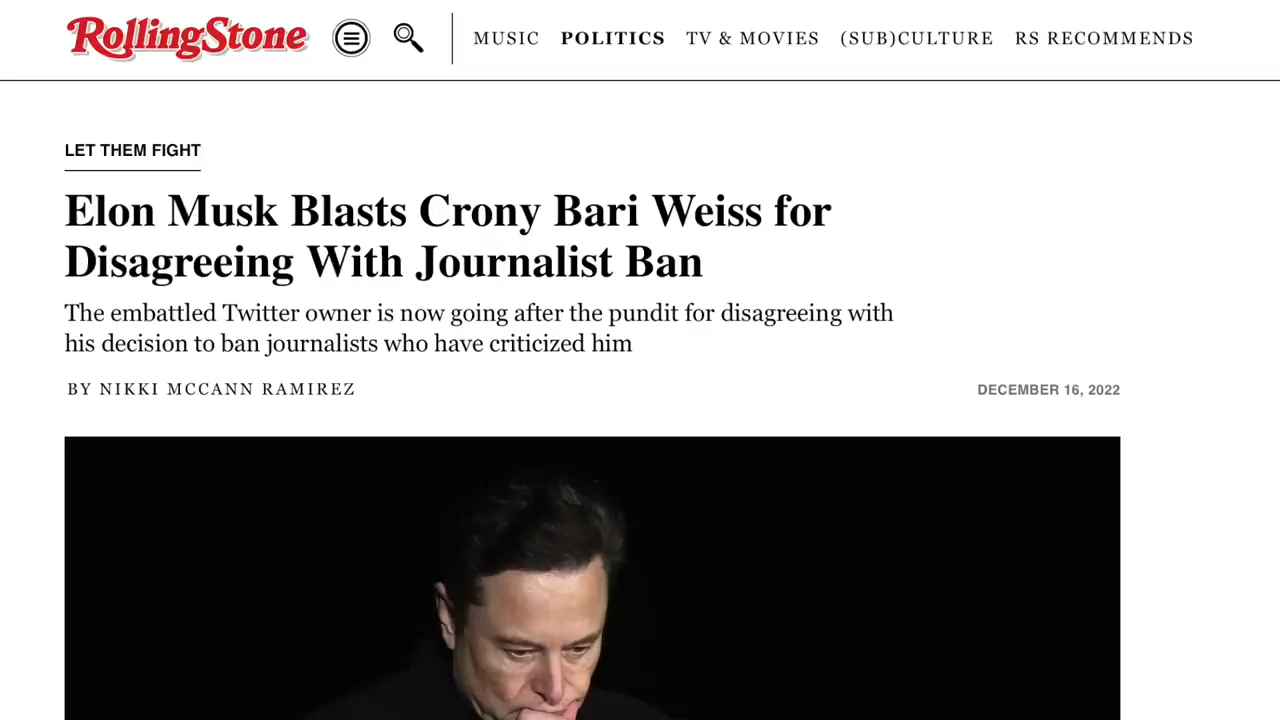 RollingStone
MUSIC POLITICS TV & MOVIES (SUB)CULTURE RS RECOMMENDS
LET THEM FIGHT
Elon Musk Blasts Crony Bari Weiss for
Disagreeing With Journalist Ban
The embattled Twitter owner is now going after the pundit for disagreeing with
his decision to ban journalists who have criticized him
BY NIKKI MCCANN RAMIREZ
DECEMBER 16, 2022